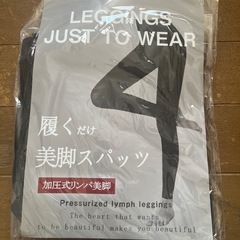 LEGGINGS
JUST TO WEAR
履くだけ
美脚スパッツ
加圧式リンパ美脚
Pressurized lymph leggings
The heart that wants
to be beautiful makes you beautiful